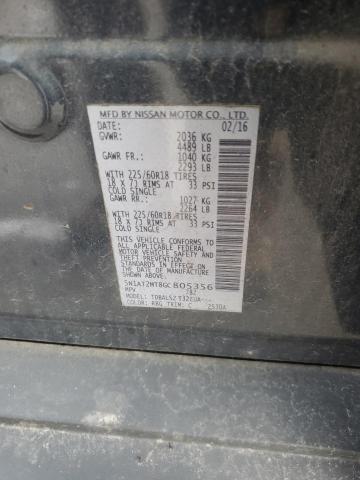 MFD BY NISSAN MOTOR CO., LTD.
DATE: 02/16
GVWR: 2036 KG
4489 LB
GAWR FR.: 1040 KG
2293 LB
WITH 225/60R18 TIRES
18 X 7J RIMS AT 33 PSI
COLD SINGLE
GAWR RR.: 1027 KG
2264 LB
WITH 225/60R18 TIRES
18 X 7J RIMS AT 33 PSI
COLD SINGLE
THIS VEHICLE CONFORMS TO
ALL APPLICABLE FEDERAL
MOTOR VEHICLE SAFETY
AND THEFT PREVENTION
STANDARDS IN EFFECT ON
THE DATE OF MANUFACTURE
SHOWN ABOVE.
5N1AT2MT8GC805356
MPV
MODEL:
COLOR: TRIM: C